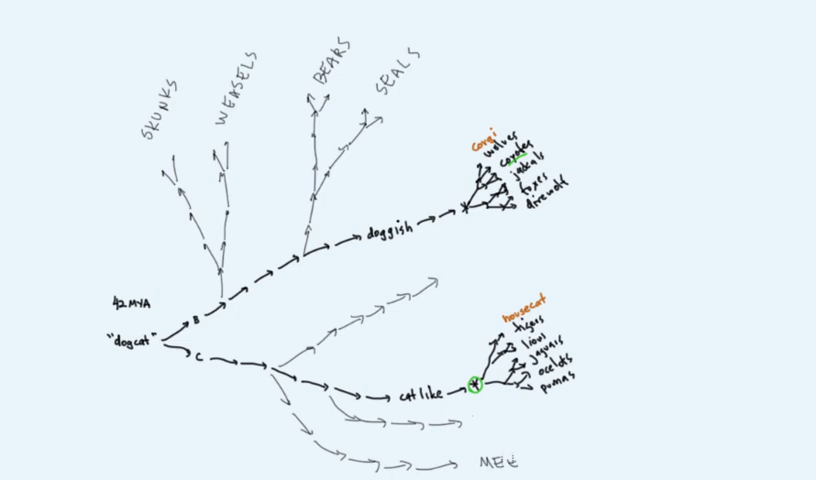 SKUNKS
WEASELS
BEARS
SEALS
corgi
wolves
coyotes
jackals
foxes
direwolf
doggish
42 MYA
B
"dogcat"
C
housecat
tigers
lions
jaguars
ocelots
pumas
catlike